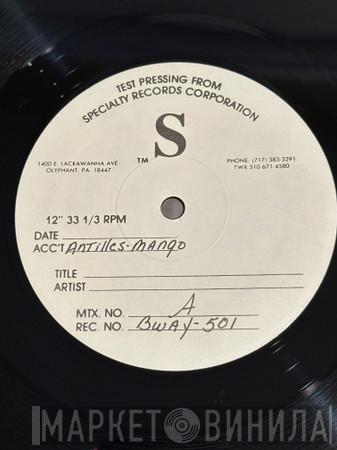 TEST PRESSING FROM
SPECIALTY RECORDS CORPORATION
S
TM
1400 E. LACKAWANNA AVE
OLYPHANT, PA. 18447
PHONE: (717) 383-3291
TWX 510-671-4580
12" 33 1/3 RPM
DATE
ACC'T Antilles-Mango
TITLE
ARTIST
MTX. NO. A
REC. NO. BWAY-501
МАРКЕТ ВИНИЛА